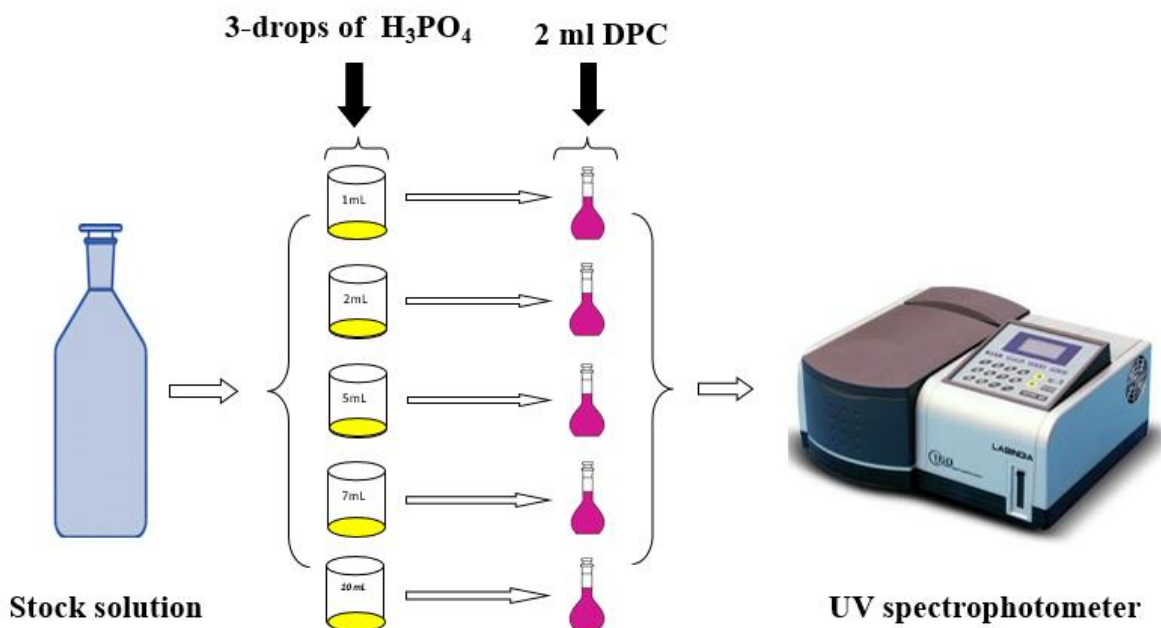 3-drops of H₃PO₄
2 ml DPC
1mL
2mL
5mL
7mL
10 mL
LABINDIA
Stock solution
UV spectrophotometer